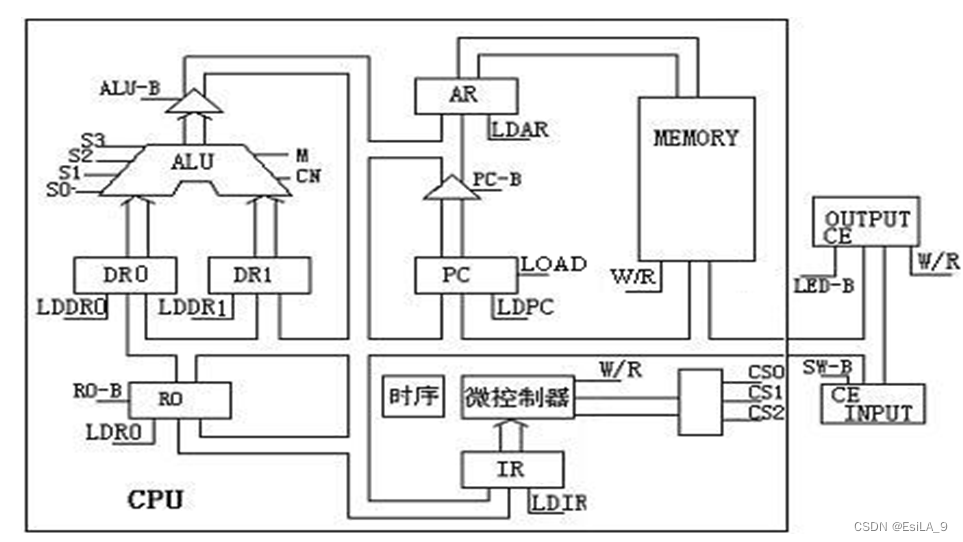 ALU-B
S3
S2
S1
S0
ALU
M
CN
AR
LDAR
MEMORY
PC-B
W/R
DR0
DR1
LDDR0
LDDR1
PC
LOAD
LDPC
OUTPUT
CE
LED-B
W/R
R0-B
R0
LDR0
时序
微控制器
W/R
CS0
CS1
CS2
SW-B
CE
INPUT
IR
LDIR
CPU
CSDN @EsiLA_9